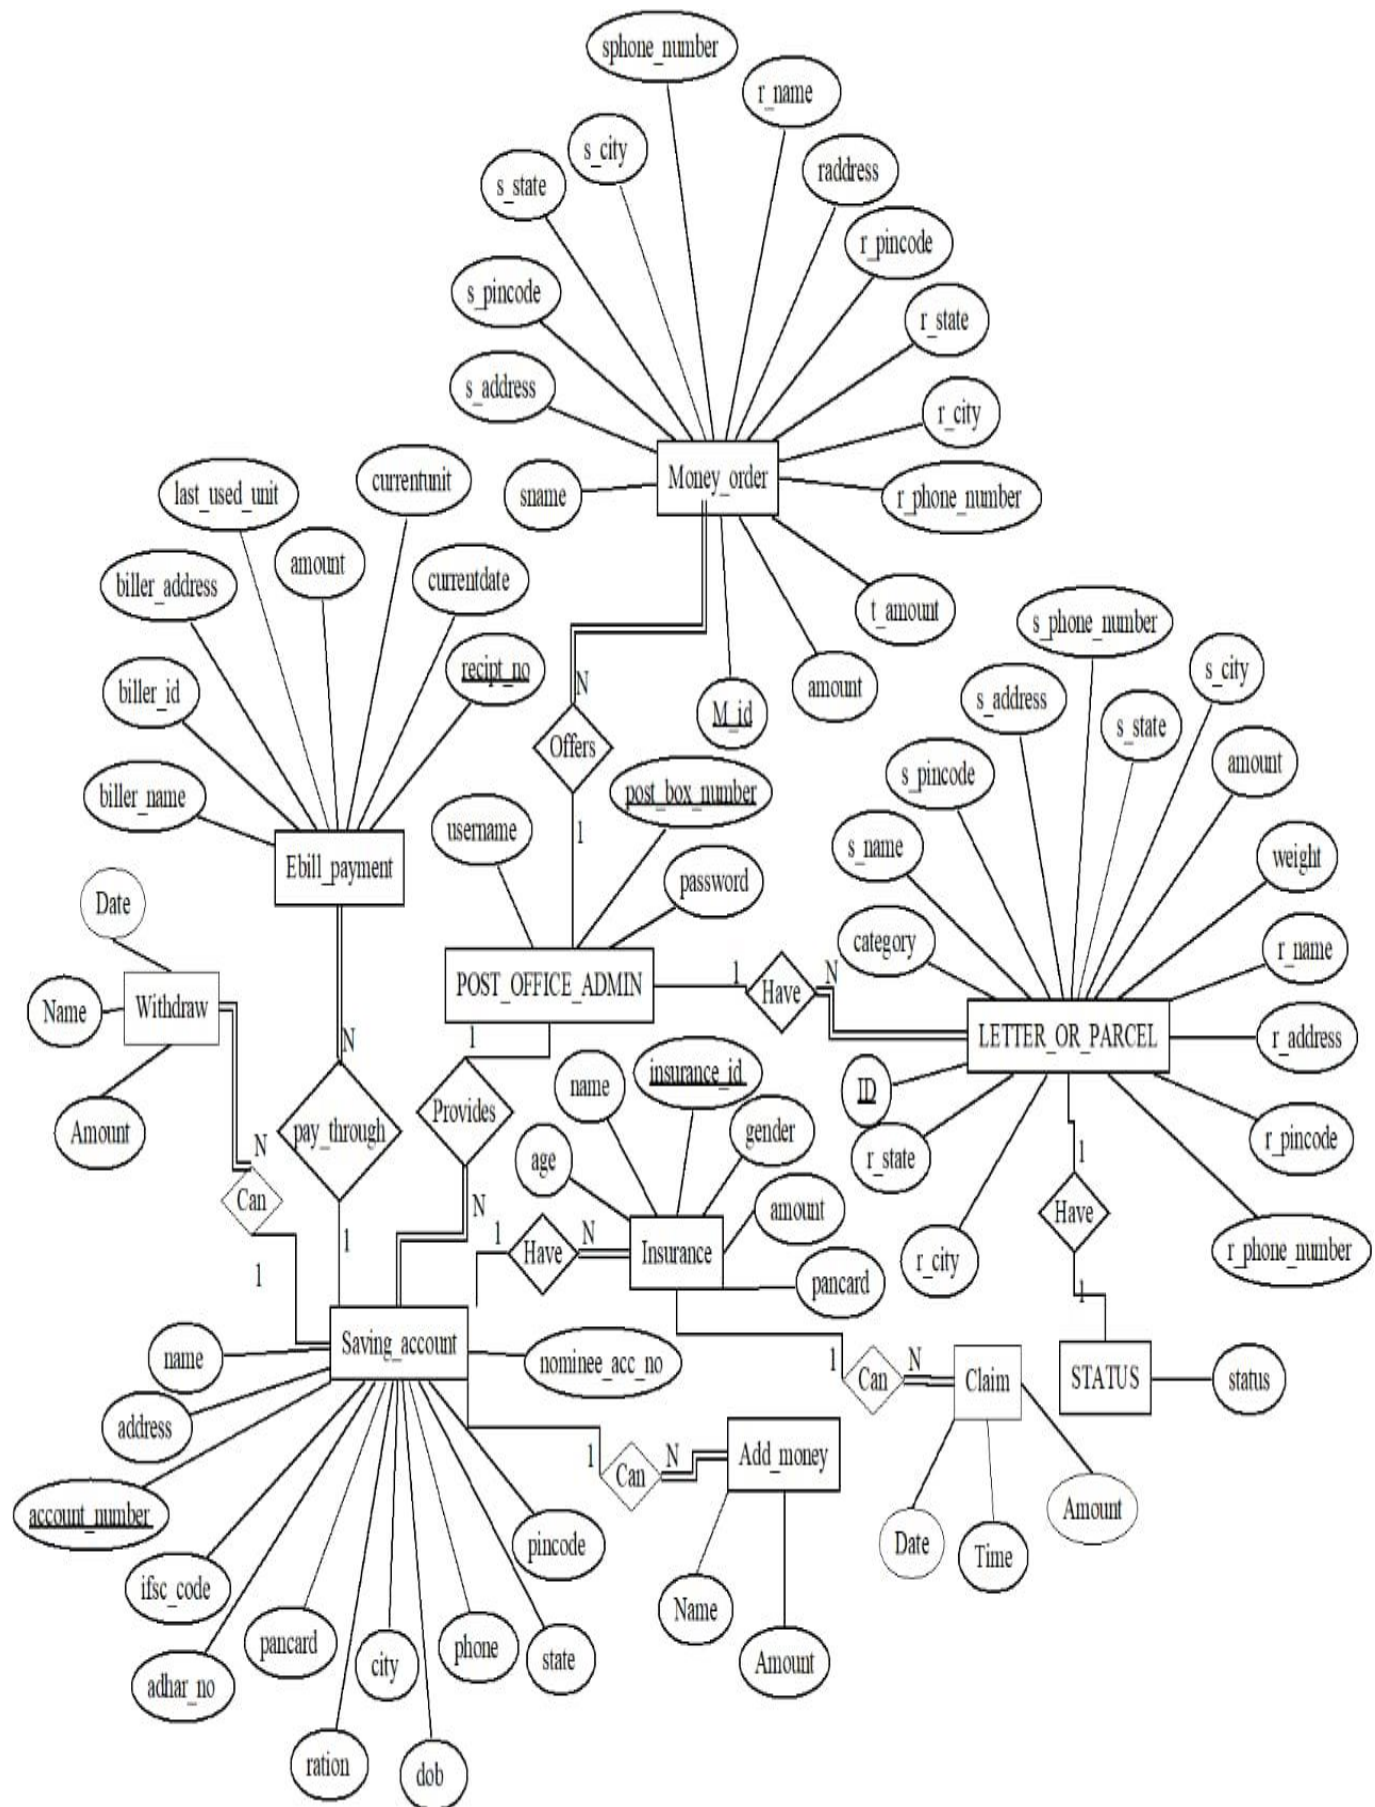 sphone_number
r_name
s_city
raddress
s_state
r_pincode
s_pincode
r_state
s_address
r_city
Money_order
currentunit
last_used_unit
sname
r_phone_number
amount
currentdate
biller_address
t_amount
s_phone_number
recipt_no
s_city
N
biller_id
amount
s_address
M_id
s_state
Offers
amount
s_pincode
post_box_number
biller_name
username
1
s_name
weight
Ebill_payment
password
Date
category
r_name
1
N
POST_OFFICE_ADMIN
Have
Name
Withdraw
LETTER_OR_PARCEL
r_address
N
1
insurance_id
name
ID
Provides
pay_through
Amount
gender
r_pincode
N
age
1
r_state
Can
N
amount
Have
1
1
N
Have
Insurance
r_phone_number
r_city
1
pancard
1
Saving_account
name
nominee_acc_no
1
N
Can
Claim
STATUS
status
address
1
N
Add_money
Can
account_number
Amount
pincode
Date
Time
ifsc_code
Name
pancard
city
phone
state
Amount
adhar_no
ration
dob